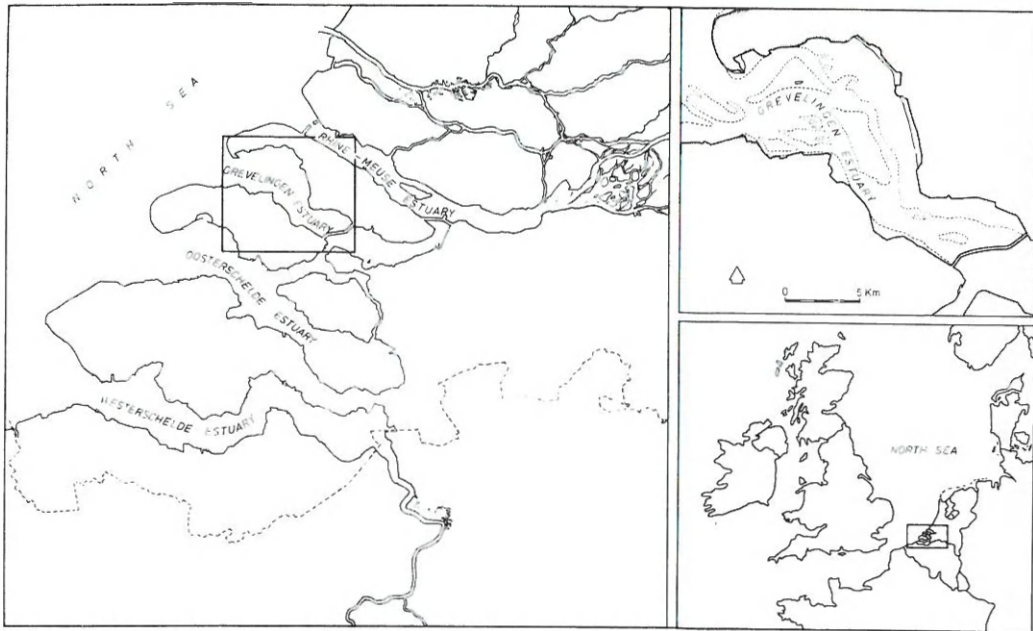 NORTH SEA
RHINE-MEUSE ESTUARY
GREVELINGEN ESTUARY
OOSTERSCHELDE ESTUARY
WESTERSCHELDE ESTUARY
GREVELINGEN ESTUARY
0 5 Km
NORTH SEA